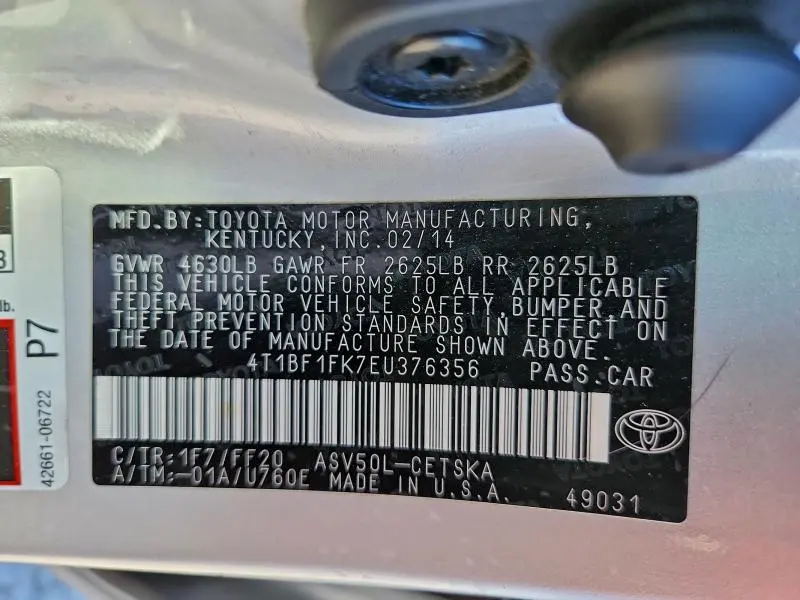 MFD. BY: TOYOTA MOTOR MANUFACTURING,
KENTUCKY, INC. 02/14
GVWR 4630LB GAWR FR 2625LB RR 2625LB
THIS VEHICLE CONFORMS TO ALL APPLICABLE
FEDERAL MOTOR VEHICLE SAFETY, BUMPER, AND
THEFT PREVENTION STANDARDS IN EFFECT ON
THE DATE OF MANUFACTURE SHOWN ABOVE.
4T1BF1FK7EU376356 PASS. CAR
C/TR: 1F7/FF20 ASV50L-CETSKA
A/TM: -01A/U760E MADE IN U.S.A. 49031
lb.
P7
42661-06722